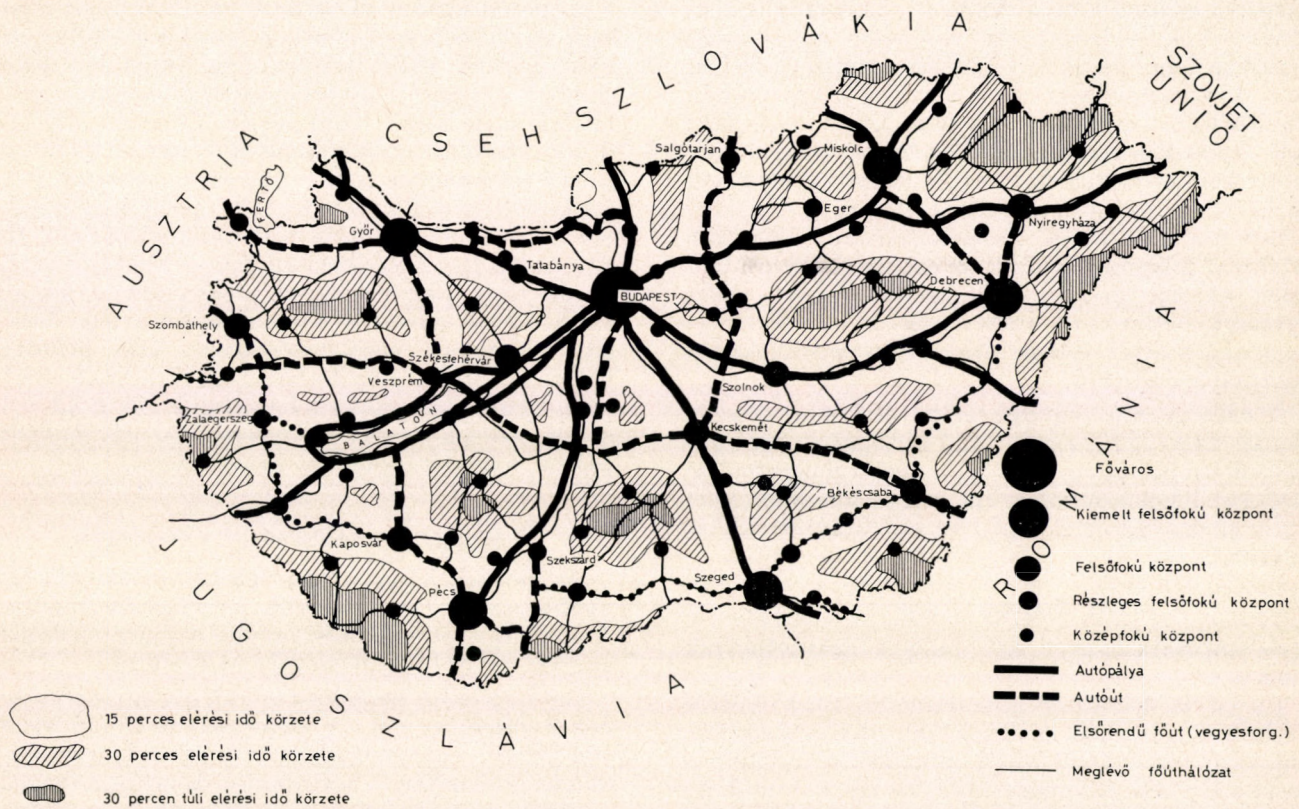 CSEHSZLOVÁKIA
SZOVJET
UNIÓ
AUSZTRIA
FERTŐ
Salgótarján
Miskolc
Eger
Nyíregyháza
Győr
Tatabánya
BUDAPEST
Debrecen
Szombathely
Székesfehérvár
Veszprém
Szolnok
Zalaegerszeg
BALATON
Kecskemét
Békéscsaba
Kaposvár
Szekszárd
Szeged
Pécs
ROMÁNIA
JUGOSZLÁVIA
Főváros
Kiemelt felsőfokú központ
Felsőfokú központ
Részleges felsőfokú központ
Középfokú központ
Autópálya
Autóút
Elsőrendű főút (vegyesforg.)
Meglévő főúthálózat
15 perces elérési idő körzete
30 perces elérési idő körzete
30 percen túli elérési idő körzete